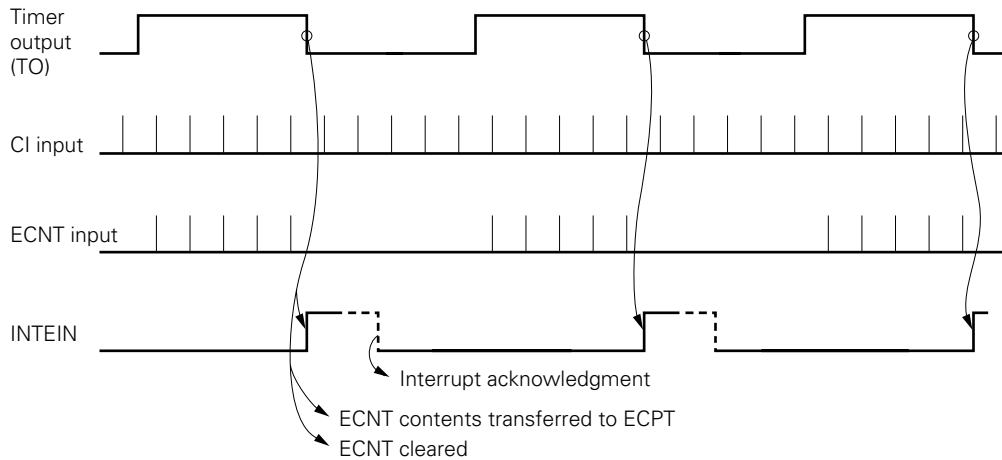 Timer
output
(TO)
CI input
ECNT input
INTEIN
Interrupt acknowledgment
ECNT contents transferred to ECPT
ECNT cleared